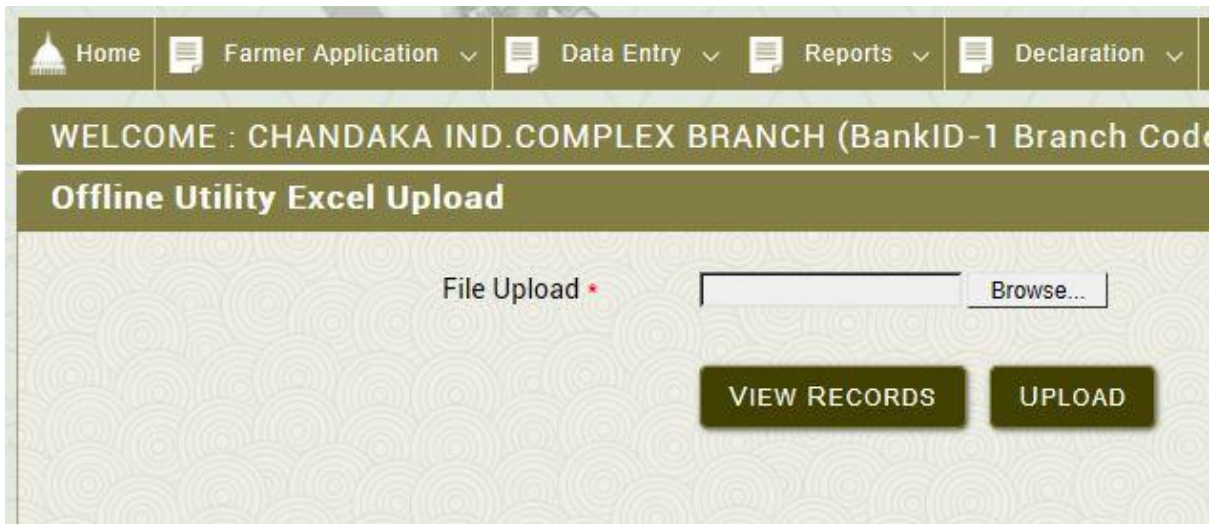 Home Farmer Application Data Entry Reports Declaration
WELCOME : CHANDAKA IND.COMPLEX BRANCH (BankID-1 Branch Code
Offline Utility Excel Upload
File Upload *
Browse...
VIEW RECORDS UPLOAD